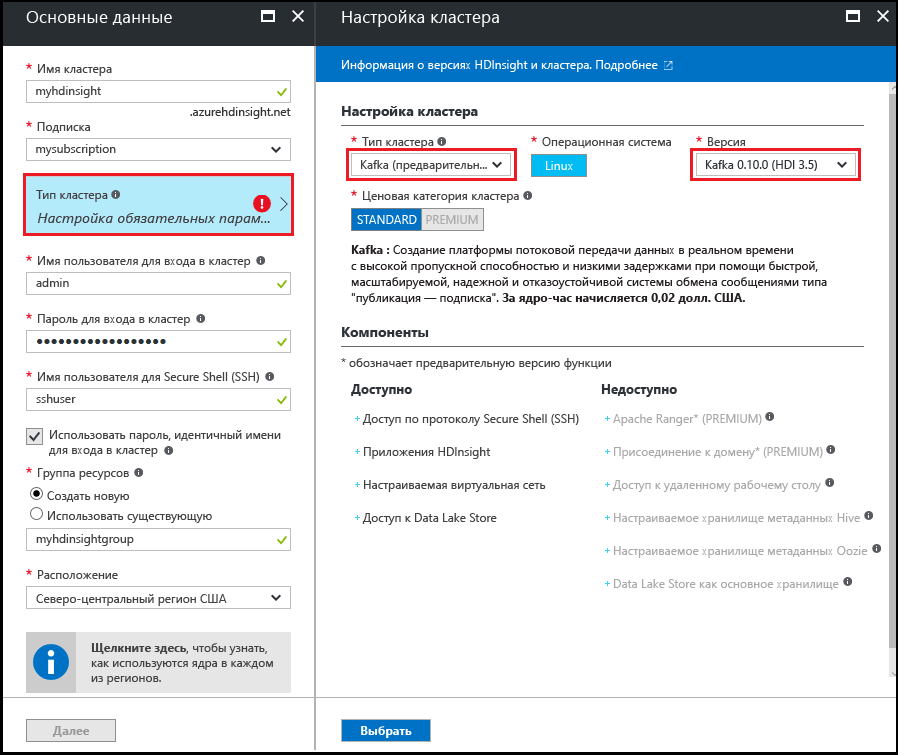 Основные данные
* Имя кластера
myhdinsight
.azurehdinsight.net
* Подписка
mysubscription
Тип кластера
Настройка обязательных парам...
* Имя пользователя для входа в кластер
admin
* Пароль для входа в кластер
* Имя пользователя для Secure Shell (SSH)
sshuser
Использовать пароль, идентичный имени
для входа в кластер
* Группа ресурсов
Создать новую
Использовать существующую
myhdinsightgroup
* Расположение
Северо-центральный регион США
Щелкните здесь, чтобы узнать,
как используются ядра в каждом
из регионов.
Далее
Настройка кластера
Информация о версиях HDInsight и кластера. Подробнее
Настройка кластера
* Тип кластера
Kafka (предварительн...
* Операционная система
Linux
* Версия
Kafka 0.10.0 (HDI 3.5)
* Ценовая категория кластера
STANDARD PREMIUM
Kafka : Создание платформы потоковой передачи данных в реальном времени
с высокой пропускной способностью и низкими задержками при помощи быстрой,
масштабируемой, надежной и отказоустойчивой системы обмена сообщениями типа
"публикация — подписка". За ядро-час начисляется 0,02 долл. США.
Компоненты
* обозначает предварительную версию функции
Доступно
+ Доступ по протоколу Secure Shell (SSH)
+ Приложения HDInsight
+ Настраиваемая виртуальная сеть
+ Доступ к Data Lake Store
Недоступно
+ Apache Ranger* (PREMIUM)
+ Присоединение к домену* (PREMIUM)
+ Доступ к удаленному рабочему столу
+ Настраиваемое хранилище метаданных Hive
+ Настраиваемое хранилище метаданных Oozie
+ Data Lake Store как основное хранилище
Выбрать